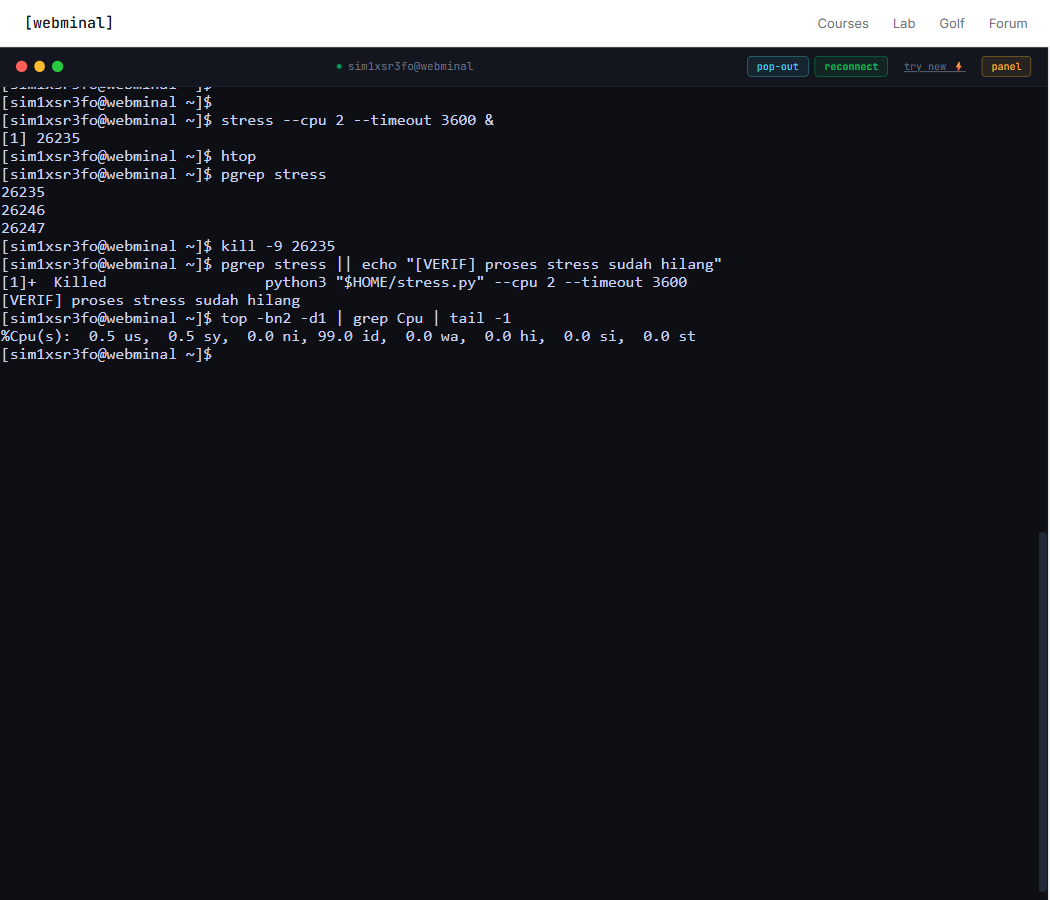 [webminal]
Courses Lab Golf Forum
sim1xsr3fo@webminal
pop-out reconnect try new panel
[sim1xsr3fo@webminal ~]$
[sim1xsr3fo@webminal ~]$
[sim1xsr3fo@webminal ~]$ stress --cpu 2 --timeout 3600 &
[1] 26235
[sim1xsr3fo@webminal ~]$ htop
[sim1xsr3fo@webminal ~]$ pgrep stress
26235
26246
26247
[sim1xsr3fo@webminal ~]$ kill -9 26235
[sim1xsr3fo@webminal ~]$ pgrep stress || echo "[VERIF] proses stress sudah hilang"
[1]+  Killed                  python3 "$HOME/stress.py" --cpu 2 --timeout 3600
[VERIF] proses stress sudah hilang
[sim1xsr3fo@webminal ~]$ top -bn2 -d1 | grep Cpu | tail -1
%Cpu(s):  0.5 us,  0.5 sy,  0.0 ni, 99.0 id,  0.0 wa,  0.0 hi,  0.0 si,  0.0 st
[sim1xsr3fo@webminal ~]$